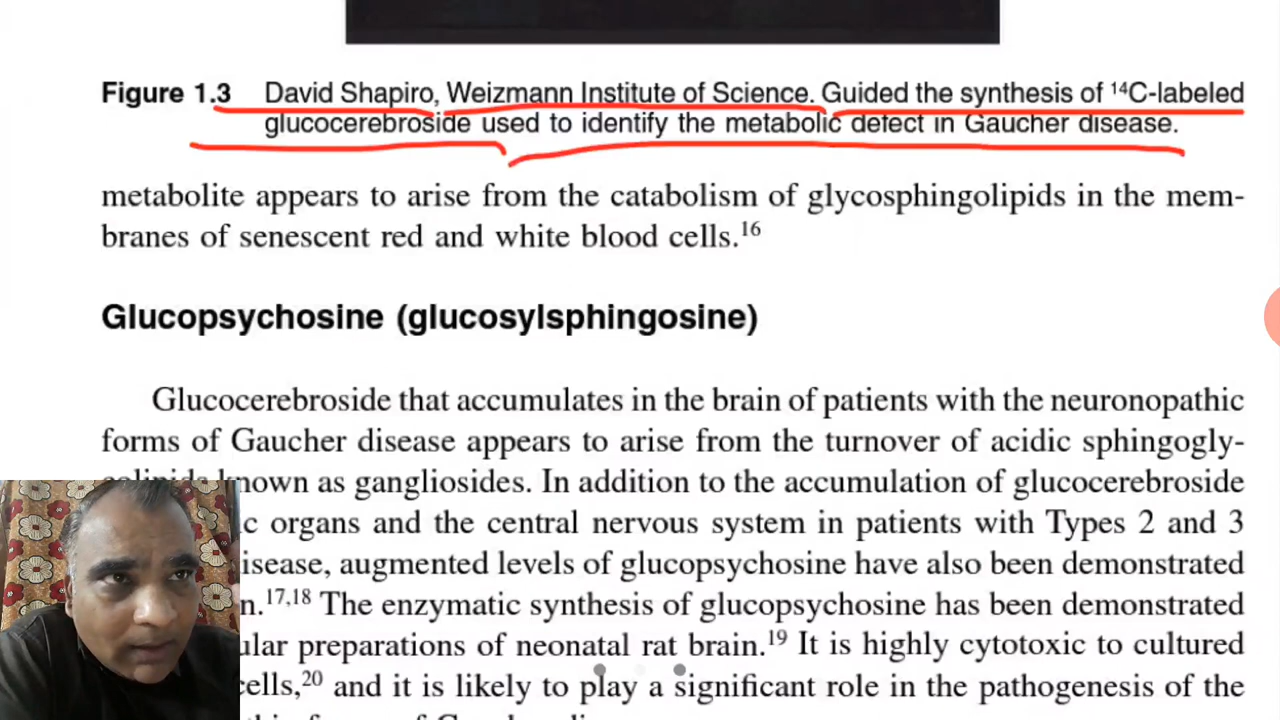 Figure 1.3 David Shapiro, Weizmann Institute of Science. Guided the synthesis of ¹⁴C-labeled
glucocerebroside used to identify the metabolic defect in Gaucher disease.
metabolite appears to arise from the catabolism of glycosphingolipids in the mem-
branes of senescent red and white blood cells.¹⁶
Glucopsychosine (glucosylsphingosine)
Glucocerebroside that accumulates in the brain of patients with the neuronopathic
forms of Gaucher disease appears to arise from the turnover of acidic sphingogly-
known as gangliosides. In addition to the accumulation of glucocerebroside
organs and the central nervous system in patients with Types 2 and 3
isease, augmented levels of glucopsychosine have also been demonstrated
n.¹⁷,¹⁸ The enzymatic synthesis of glucopsychosine has been demonstrated
ular preparations of neonatal rat brain.¹⁹ It is highly cytotoxic to cultured
ells,²⁰ and it is likely to play a significant role in the pathogenesis of the